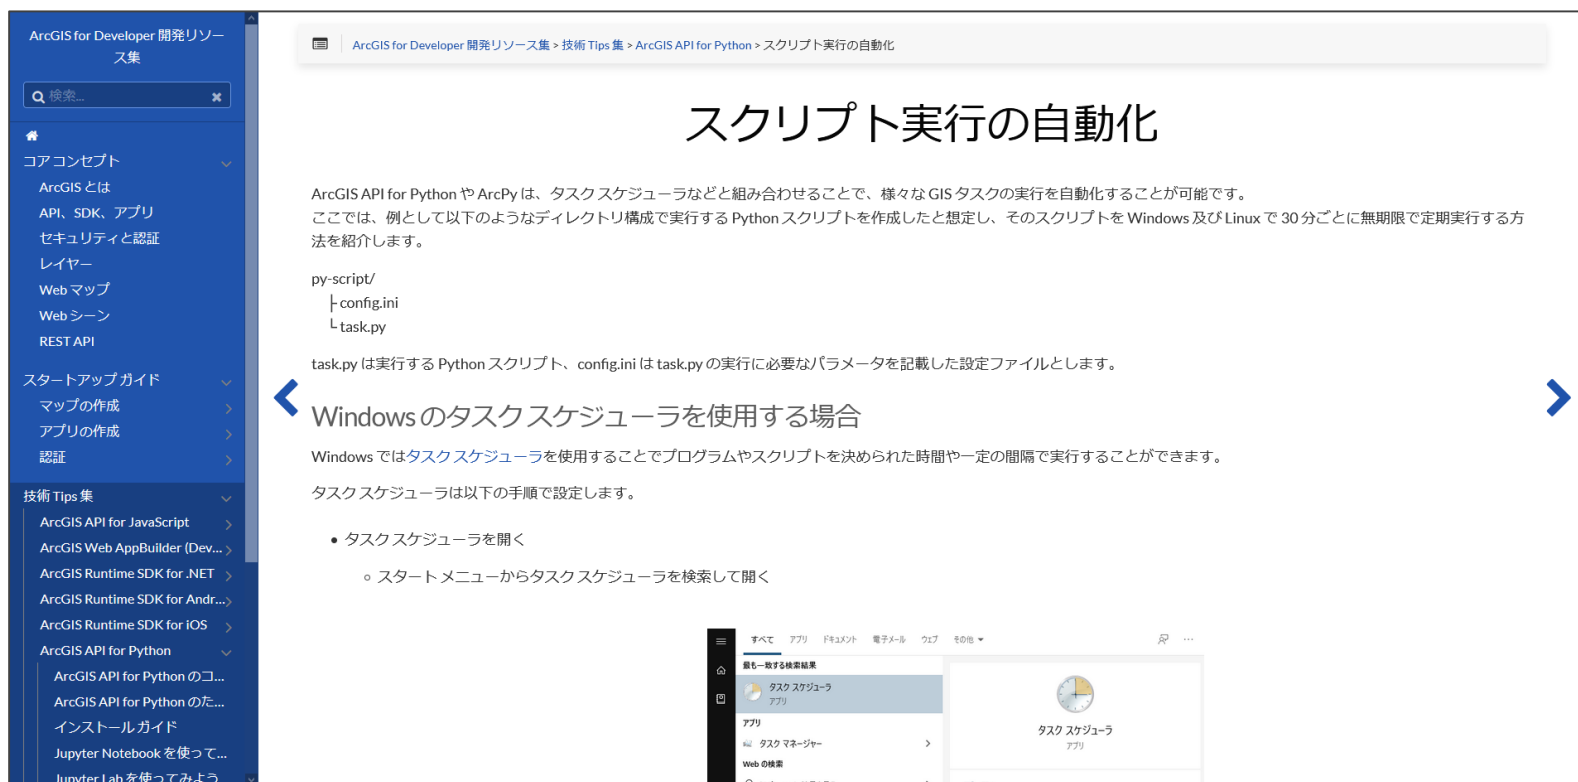 ArcGIS for Developer 開発リソー
ス集
検索...
コア コンセプト
ArcGIS とは
API、SDK、アプリ
セキュリティと認証
レイヤー
Web マップ
Web シーン
REST API
スタートアップ ガイド
マップの作成
アプリの作成
認証
技術 Tips 集
ArcGIS API for JavaScript
ArcGIS Web AppBuilder (Dev...
ArcGIS Runtime SDK for .NET
ArcGIS Runtime SDK for Andr...
ArcGIS Runtime SDK for iOS
ArcGIS API for Python
ArcGIS API for Python のコ...
ArcGIS API for Python のた...
インストールガイド
Jupyter Notebook を使って...
Jupyter Lab を使ってみよう
ArcGIS for Developer 開発リソース集 > 技術 Tips 集 > ArcGIS API for Python > スクリプト実行の自動化
スクリプト実行の自動化
ArcGIS API for Python や ArcPy は、タスク スケジューラなどと組み合わせることで、様々な GIS タスクの実行を自動化することが可能です。
ここでは、例として以下のようなディレクトリ構成で実行する Python スクリプトを作成したと想定し、そのスクリプトを Windows 及び Linux で 30 分ごとに無期限で定期実行する方
法を紹介します。
py-script/
├ config.ini
└ task.py
task.py は実行する Python スクリプト、config.ini は task.py の実行に必要なパラメータを記載した設定ファイルとします。
Windows のタスク スケジューラを使用する場合
Windows ではタスク スケジューラを使用することでプログラムやスクリプトを決められた時間や一定の間隔で実行することができます。
タスク スケジューラは以下の手順で設定します。
• タスク スケジューラを開く
◦ スタート メニューからタスク スケジューラを検索して開く
すべて アプリ ドキュメント 電子メール ウェブ その他
最も一致する検索結果
タスク スケジューラ
アプリ
アプリ
タスク マネージャー
Web の検索
タスク スケジューラ
アプリ